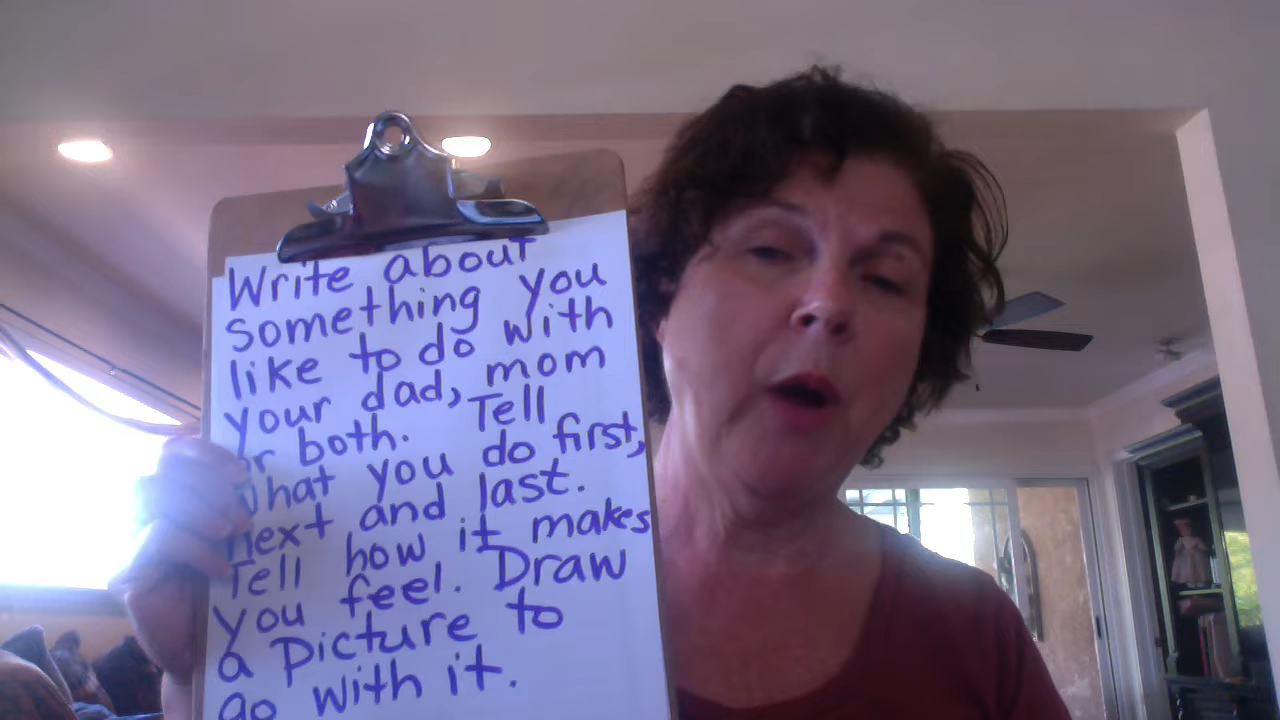 Write about
something you
like to do with
your dad, mom
or both. Tell
what you do first,
next and last.
Tell how it makes
you feel. Draw
a Picture to
go with it.